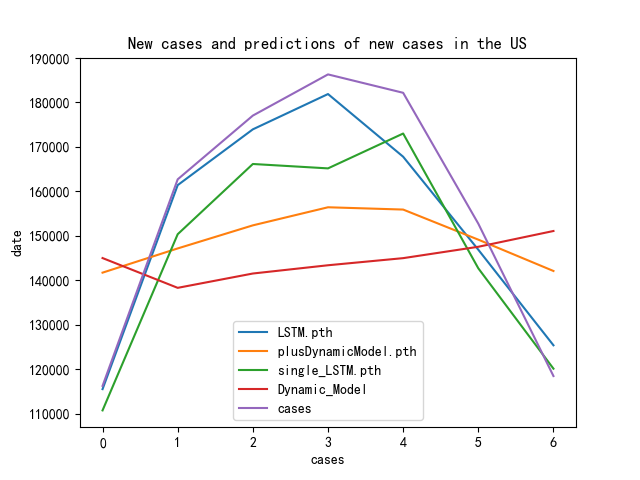 New cases and predictions of new cases in the US
190000
180000
170000
160000
150000
140000
130000
120000
110000
date
LSTM.pth
plusDynamicModel.pth
single_LSTM.pth
Dynamic_Model
cases
0 1 2 3 4 5 6
cases